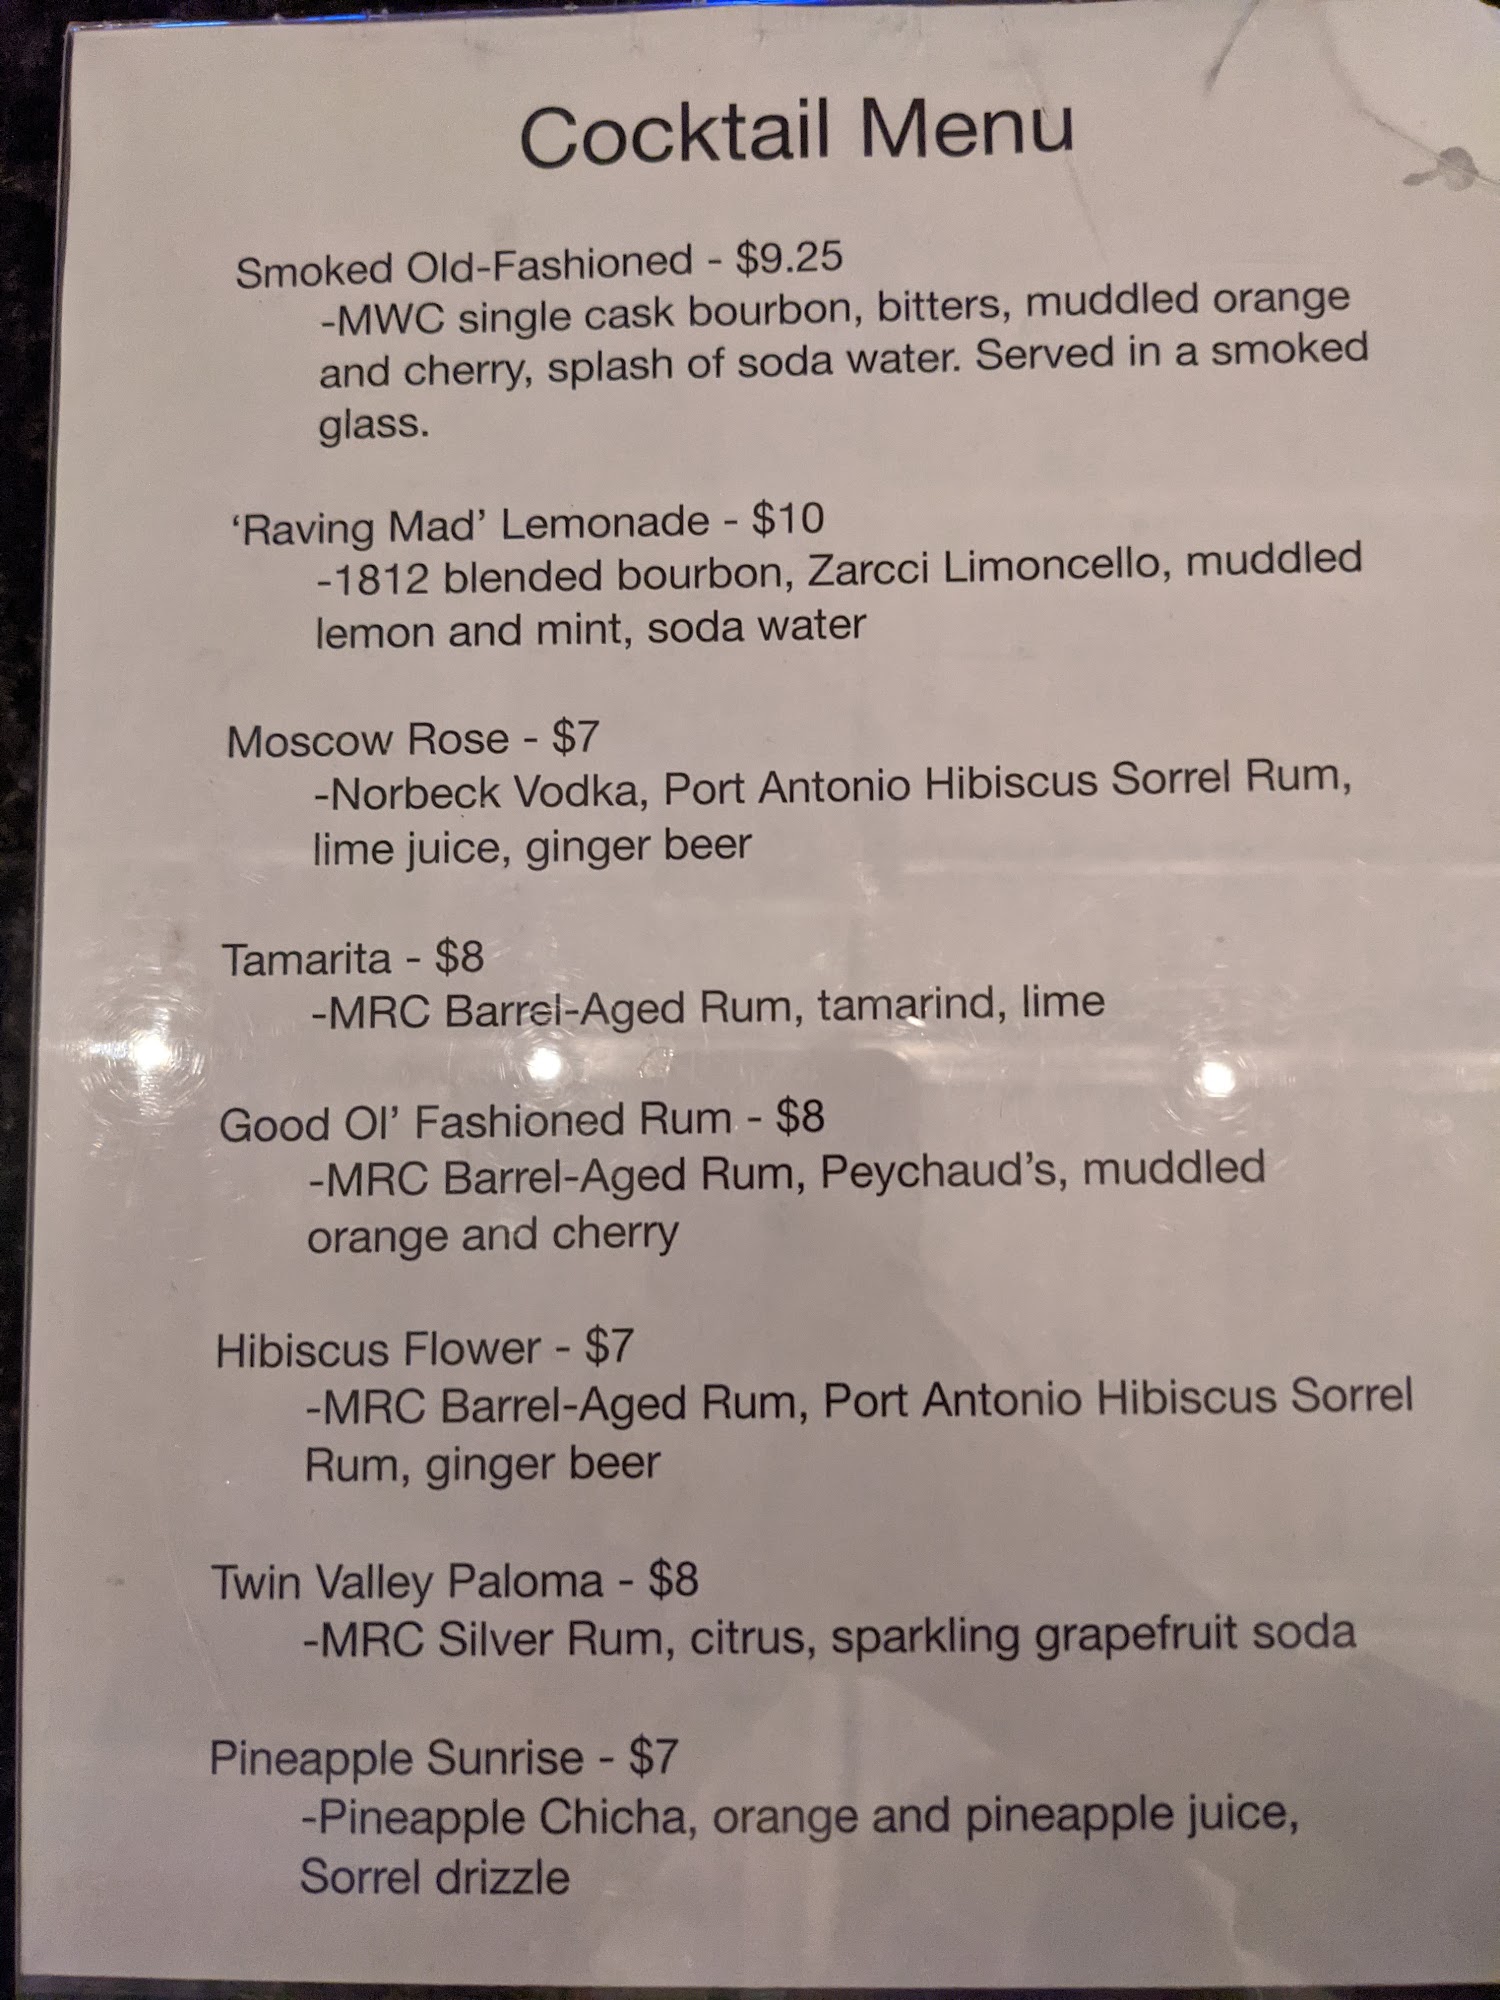 Cocktail Menu
Smoked Old-Fashioned - $9.25
-MWC single cask bourbon, bitters, muddled orange
and cherry, splash of soda water. Served in a smoked
glass.
‘Raving Mad’ Lemonade - $10
-1812 blended bourbon, Zarcci Limoncello, muddled
lemon and mint, soda water
Moscow Rose - $7
-Norbeck Vodka, Port Antonio Hibiscus Sorrel Rum,
lime juice, ginger beer
Tamarita - $8
-MRC Barrel-Aged Rum, tamarind, lime
Good Ol’ Fashioned Rum - $8
-MRC Barrel-Aged Rum, Peychaud’s, muddled
orange and cherry
Hibiscus Flower - $7
-MRC Barrel-Aged Rum, Port Antonio Hibiscus Sorrel
Rum, ginger beer
Twin Valley Paloma - $8
-MRC Silver Rum, citrus, sparkling grapefruit soda
Pineapple Sunrise - $7
-Pineapple Chicha, orange and pineapple juice,
Sorrel drizzle